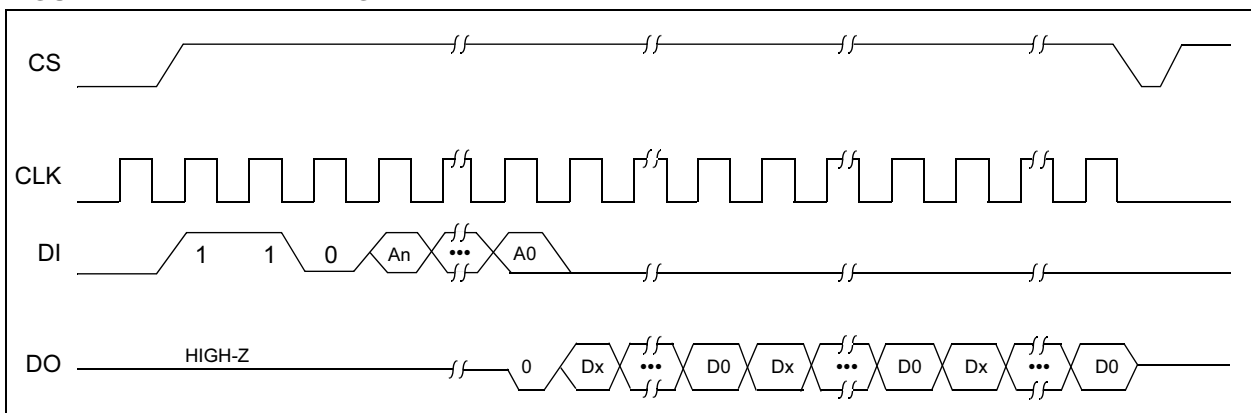 CS
CLK
DI 1 1 0 An ••• A0
HIGH-Z
DO 0 Dx ••• D0 Dx ••• D0 Dx ••• D0